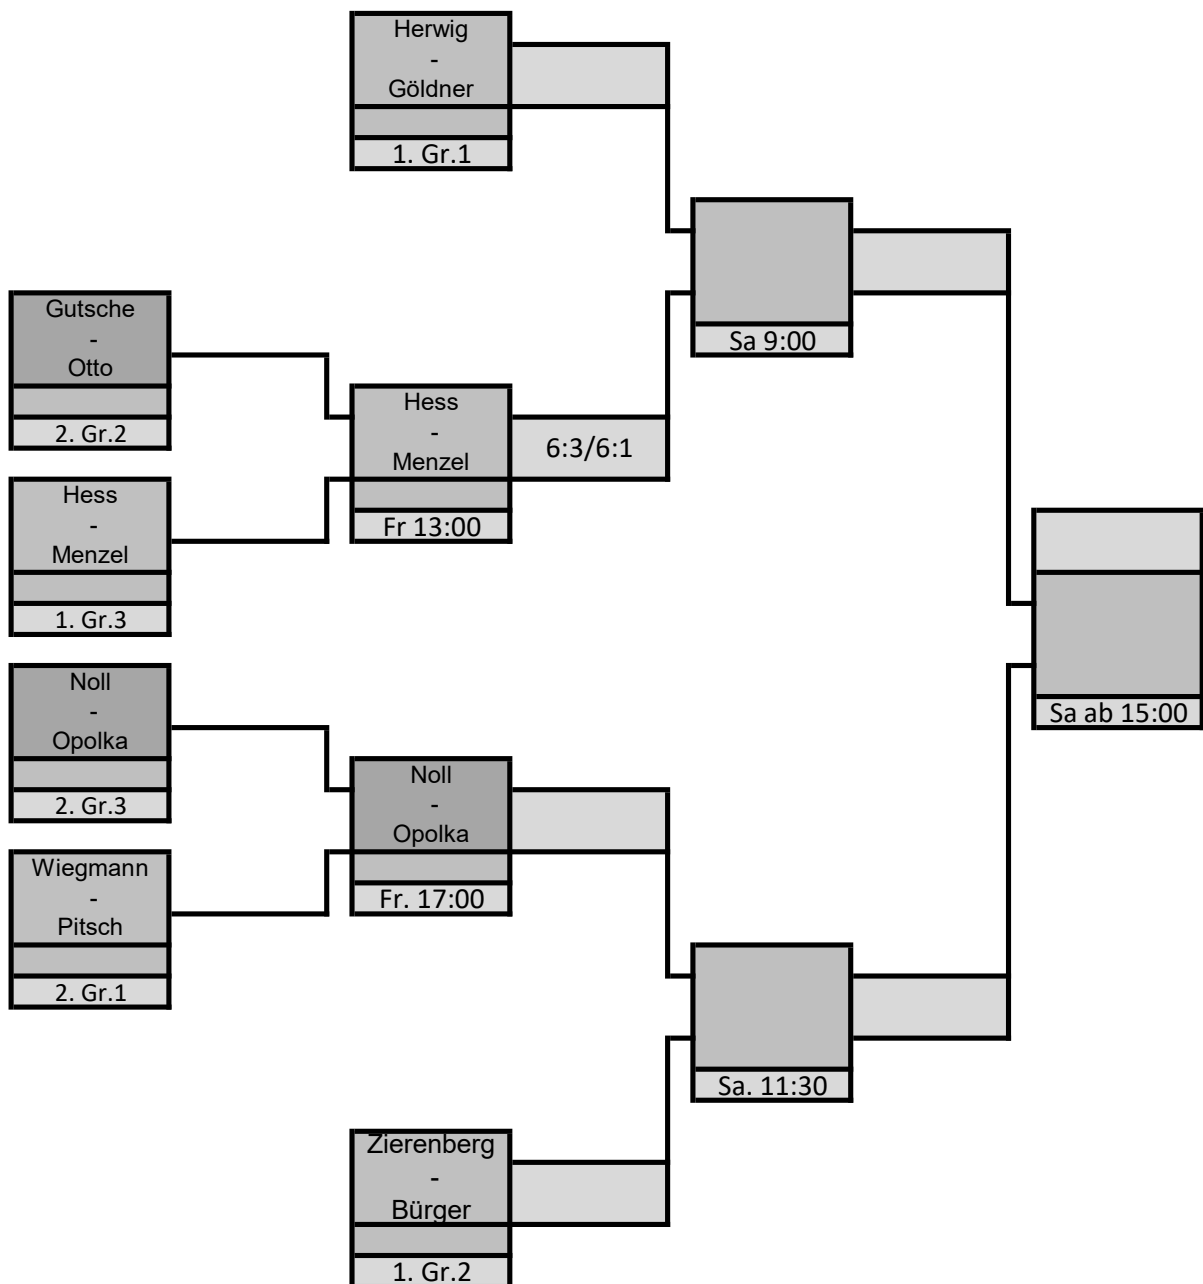 Herwig
-
Göldner
1. Gr.1
Sa 9:00
Gutsche
-
Otto
2. Gr.2
Hess
-
Menzel
6:3/6:1
Fr 13:00
Hess
-
Menzel
1. Gr.3
Sa ab 15:00
Noll
-
Opolka
2. Gr.3
Noll
-
Opolka
Fr. 17:00
Wiegmann
-
Pitsch
2. Gr.1
Sa. 11:30
Zierenberg
-
Bürger
1. Gr.2